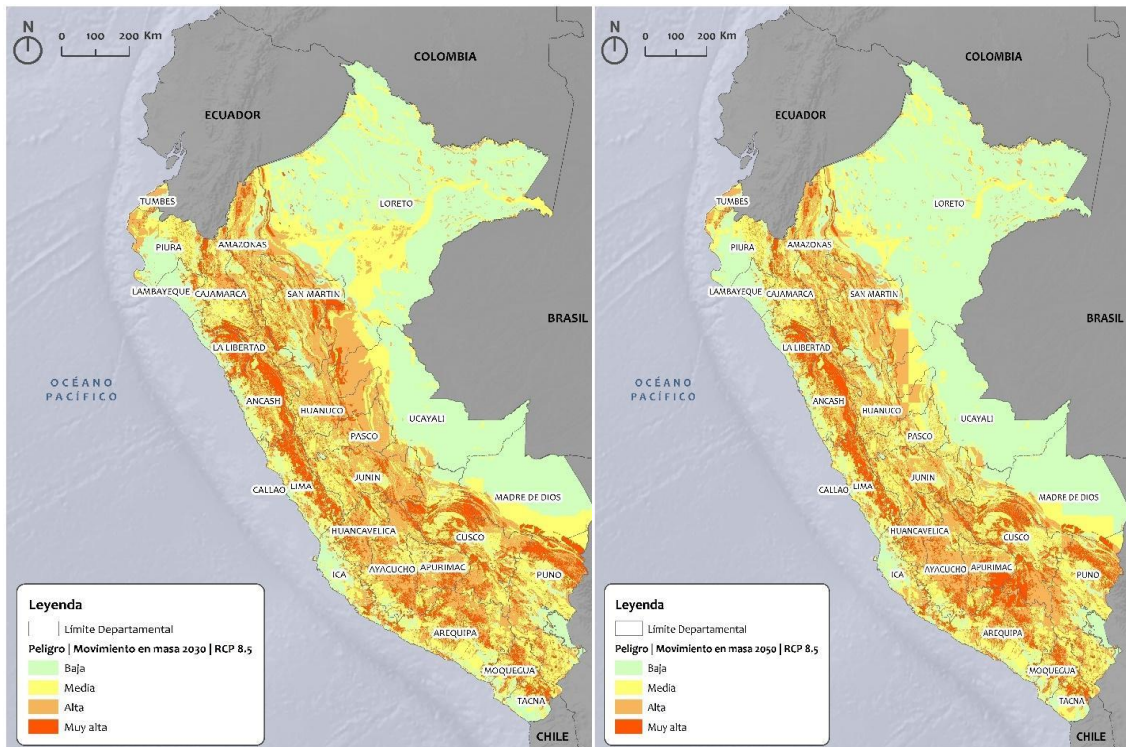 N
0 100 200 Km
COLOMBIA
ECUADOR
TUMBES
LORETO
PIURA
AMAZONAS
LAMBAYEQUE
CAJAMARCA
SAN MARTIN
BRASIL
LA LIBERTAD
OCÉANO
PACÍFICO
ANCASH
HUANUCO
UCAYALI
PASCO
JUNIN
CALLAO
LIMA
MADRE DE DIOS
HUANCAVELICA
CUSCO
ICA
AYACUCHO
APURIMAC
PUNO
AREQUIPA
MOQUEGUA
TACNA
CHILE
Leyenda
Límite Departamental
Peligro | Movimiento en masa 2030 | RCP 8.5
Baja
Media
Alta
Muy alta
N
0 100 200 Km
COLOMBIA
ECUADOR
TUMBES
LORETO
PIURA
AMAZONAS
LAMBAYEQUE
CAJAMARCA
SAN MARTIN
BRASIL
LA LIBERTAD
OCÉANO
PACÍFICO
ANCASH
HUANUCO
UCAYALI
PASCO
JUNIN
CALLAO
LIMA
MADRE DE DIOS
HUANCAVELICA
CUSCO
ICA
AYACUCHO
APURIMAC
PUNO
AREQUIPA
MOQUEGUA
TACNA
CHILE
Leyenda
Límite Departamental
Peligro | Movimiento en masa 2050 | RCP 8.5
Baja
Media
Alta
Muy alta